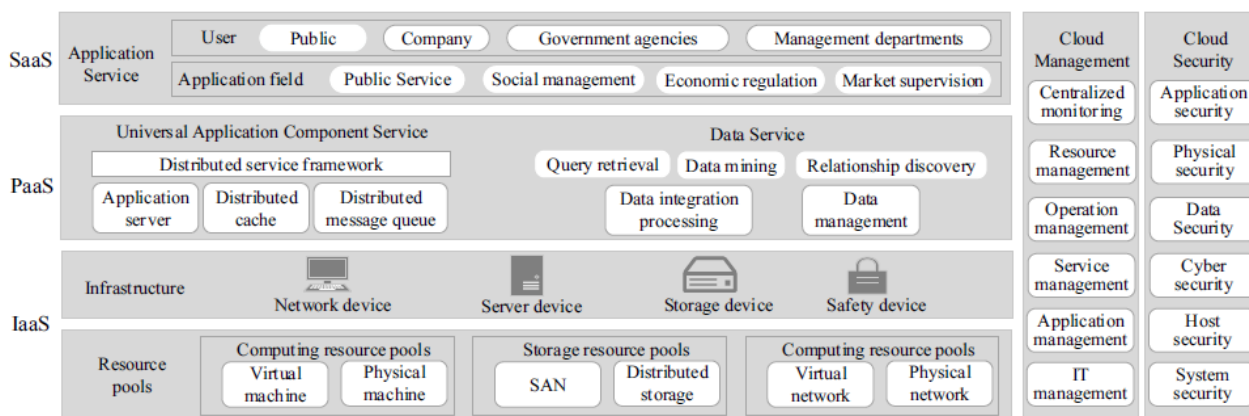 SaaS
Application
Service
User
Public
Company
Government agencies
Management departments
Application field
Public Service
Social management
Economic regulation
Market supervision
PaaS
Universal Application Component Service
Distributed service framework
Application
server
Distributed
cache
Distributed
message queue
Data Service
Query retrieval
Data mining
Relationship discovery
Data integration
processing
Data
management
IaaS
Infrastructure
Network device
Server device
Storage device
Safety device
Resource
pools
Computing resource pools
Virtual
machine
Physical
machine
Storage resource pools
SAN
Distributed
storage
Computing resource pools
Virtual
network
Physical
network
Cloud
Management
Centralized
monitoring
Resource
management
Operation
management
Service
management
Application
management
IT
management
Cloud
Security
Application
security
Physical
security
Data
Security
Cyber
security
Host
security
System
security